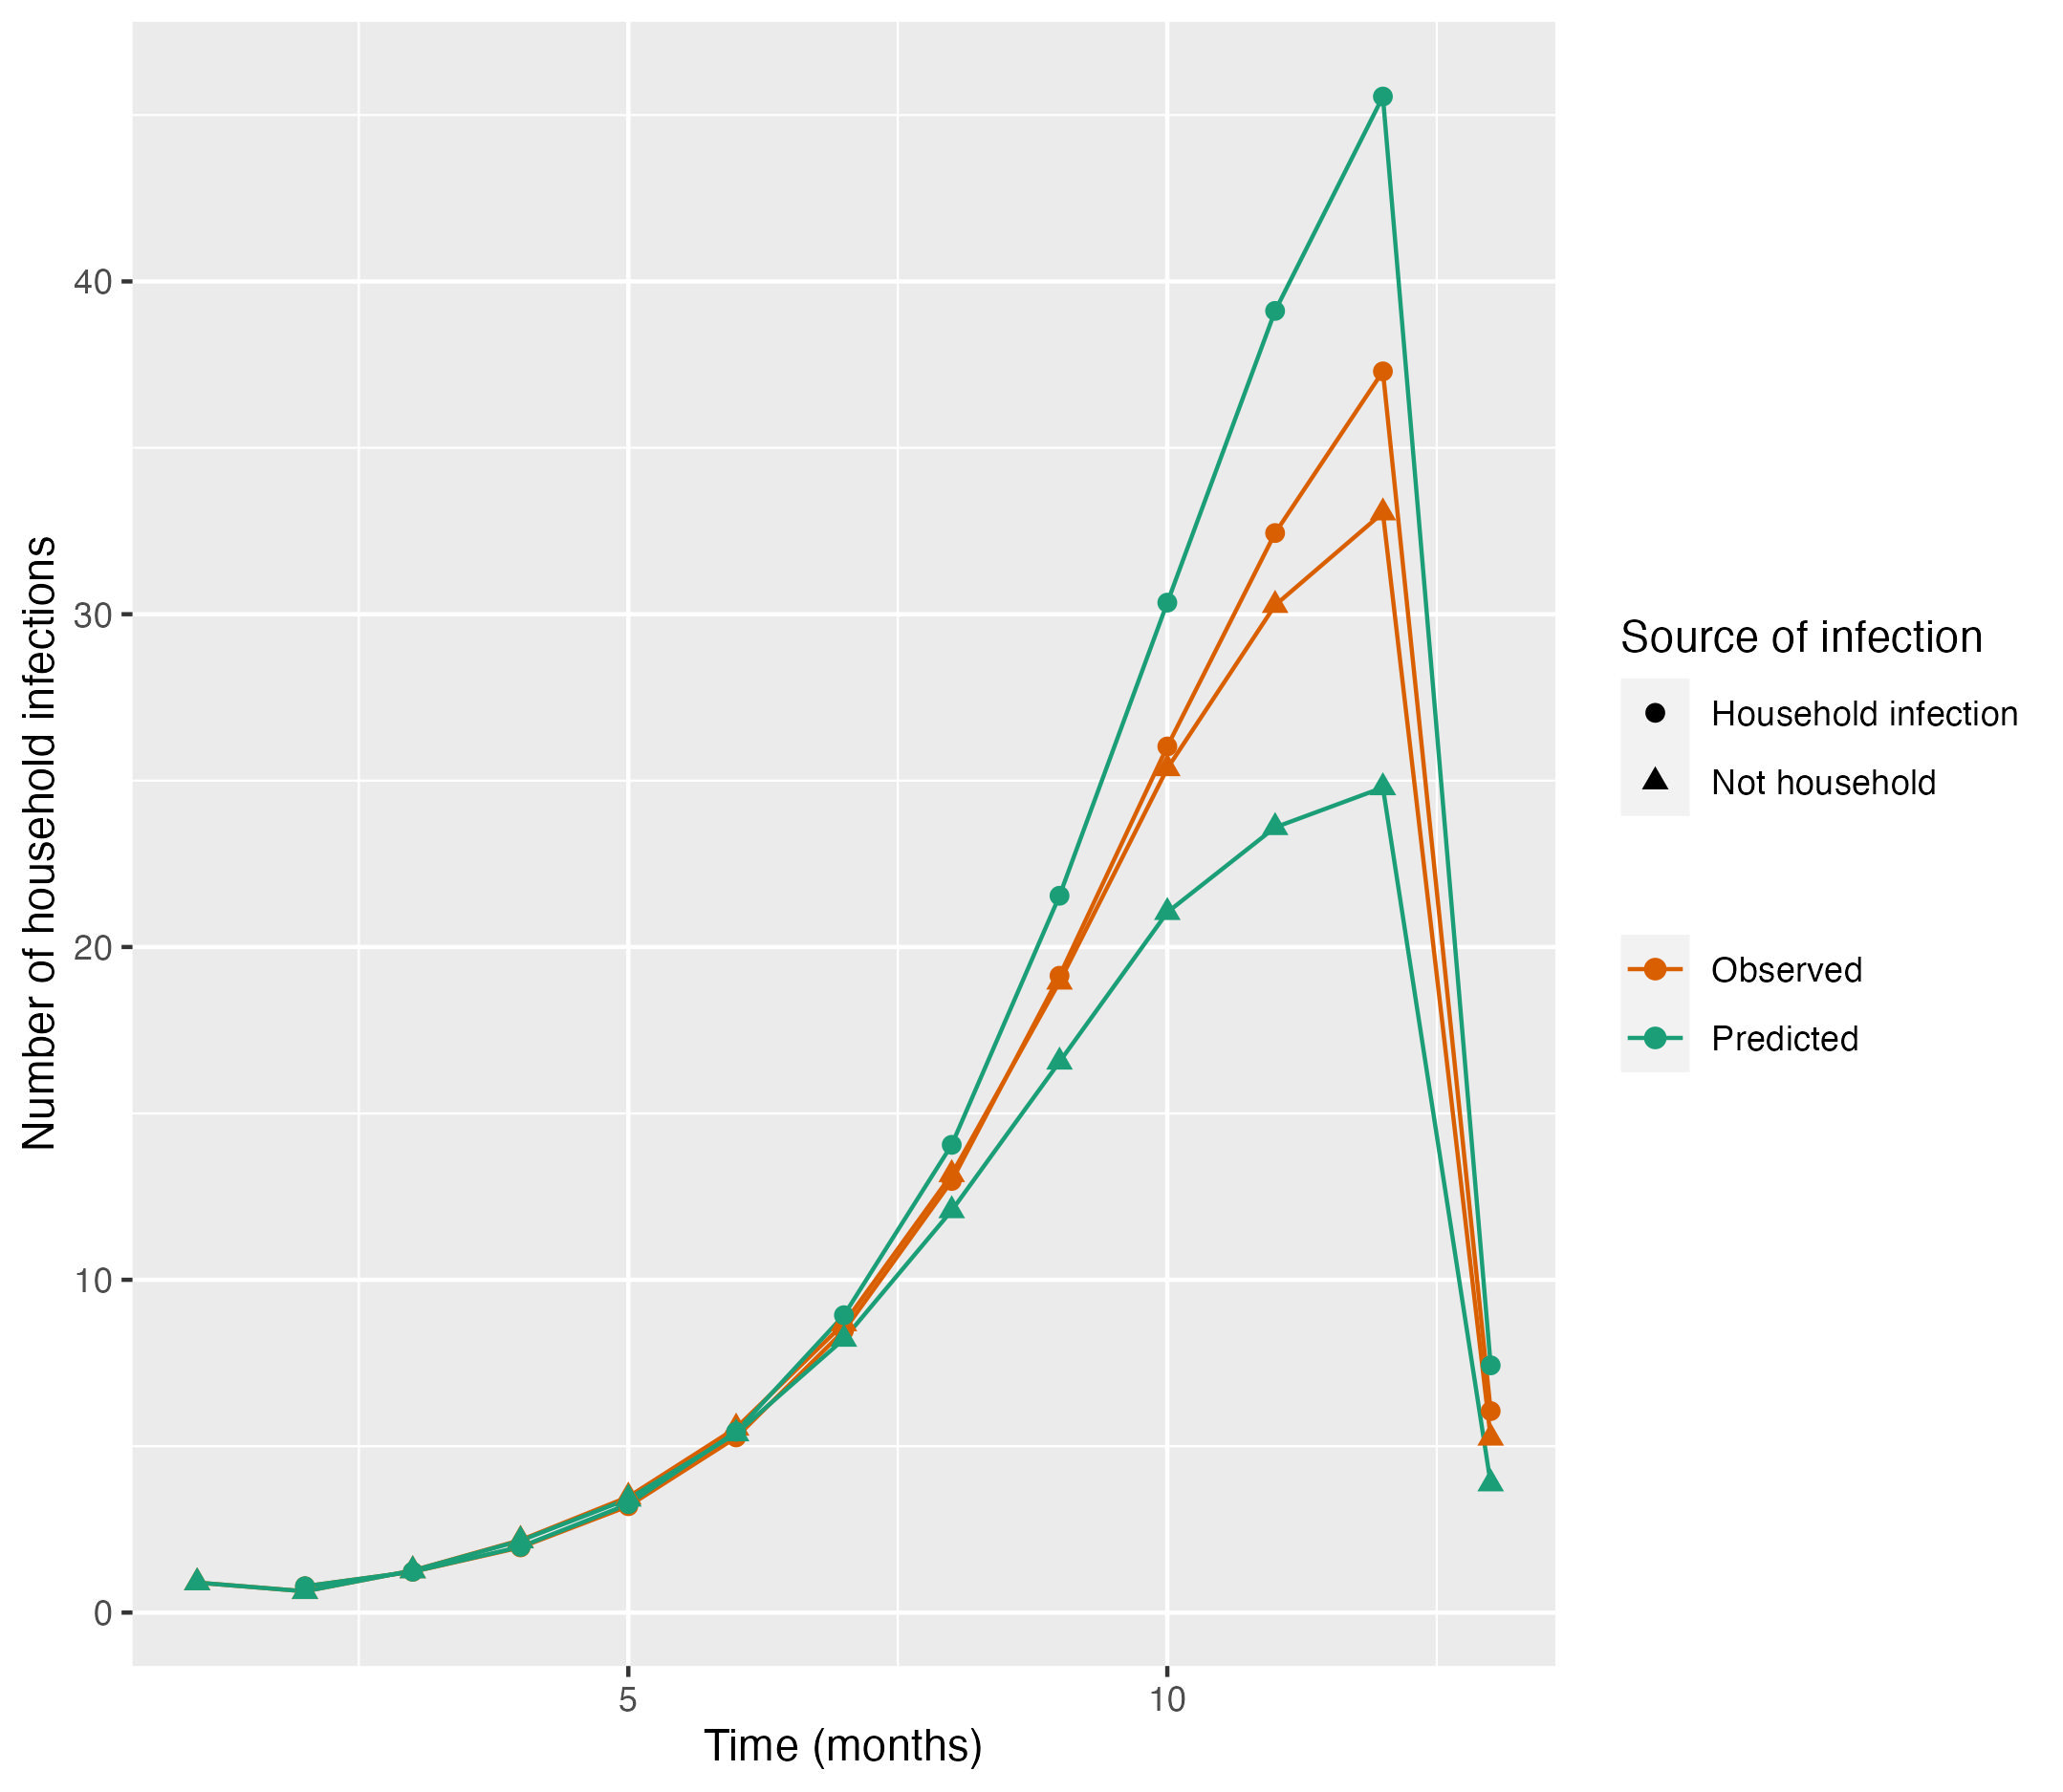 Number of household infections
40
30
20
10
0
5
10
Time (months)
Source of infection
Household infection
Not household
Observed
Predicted